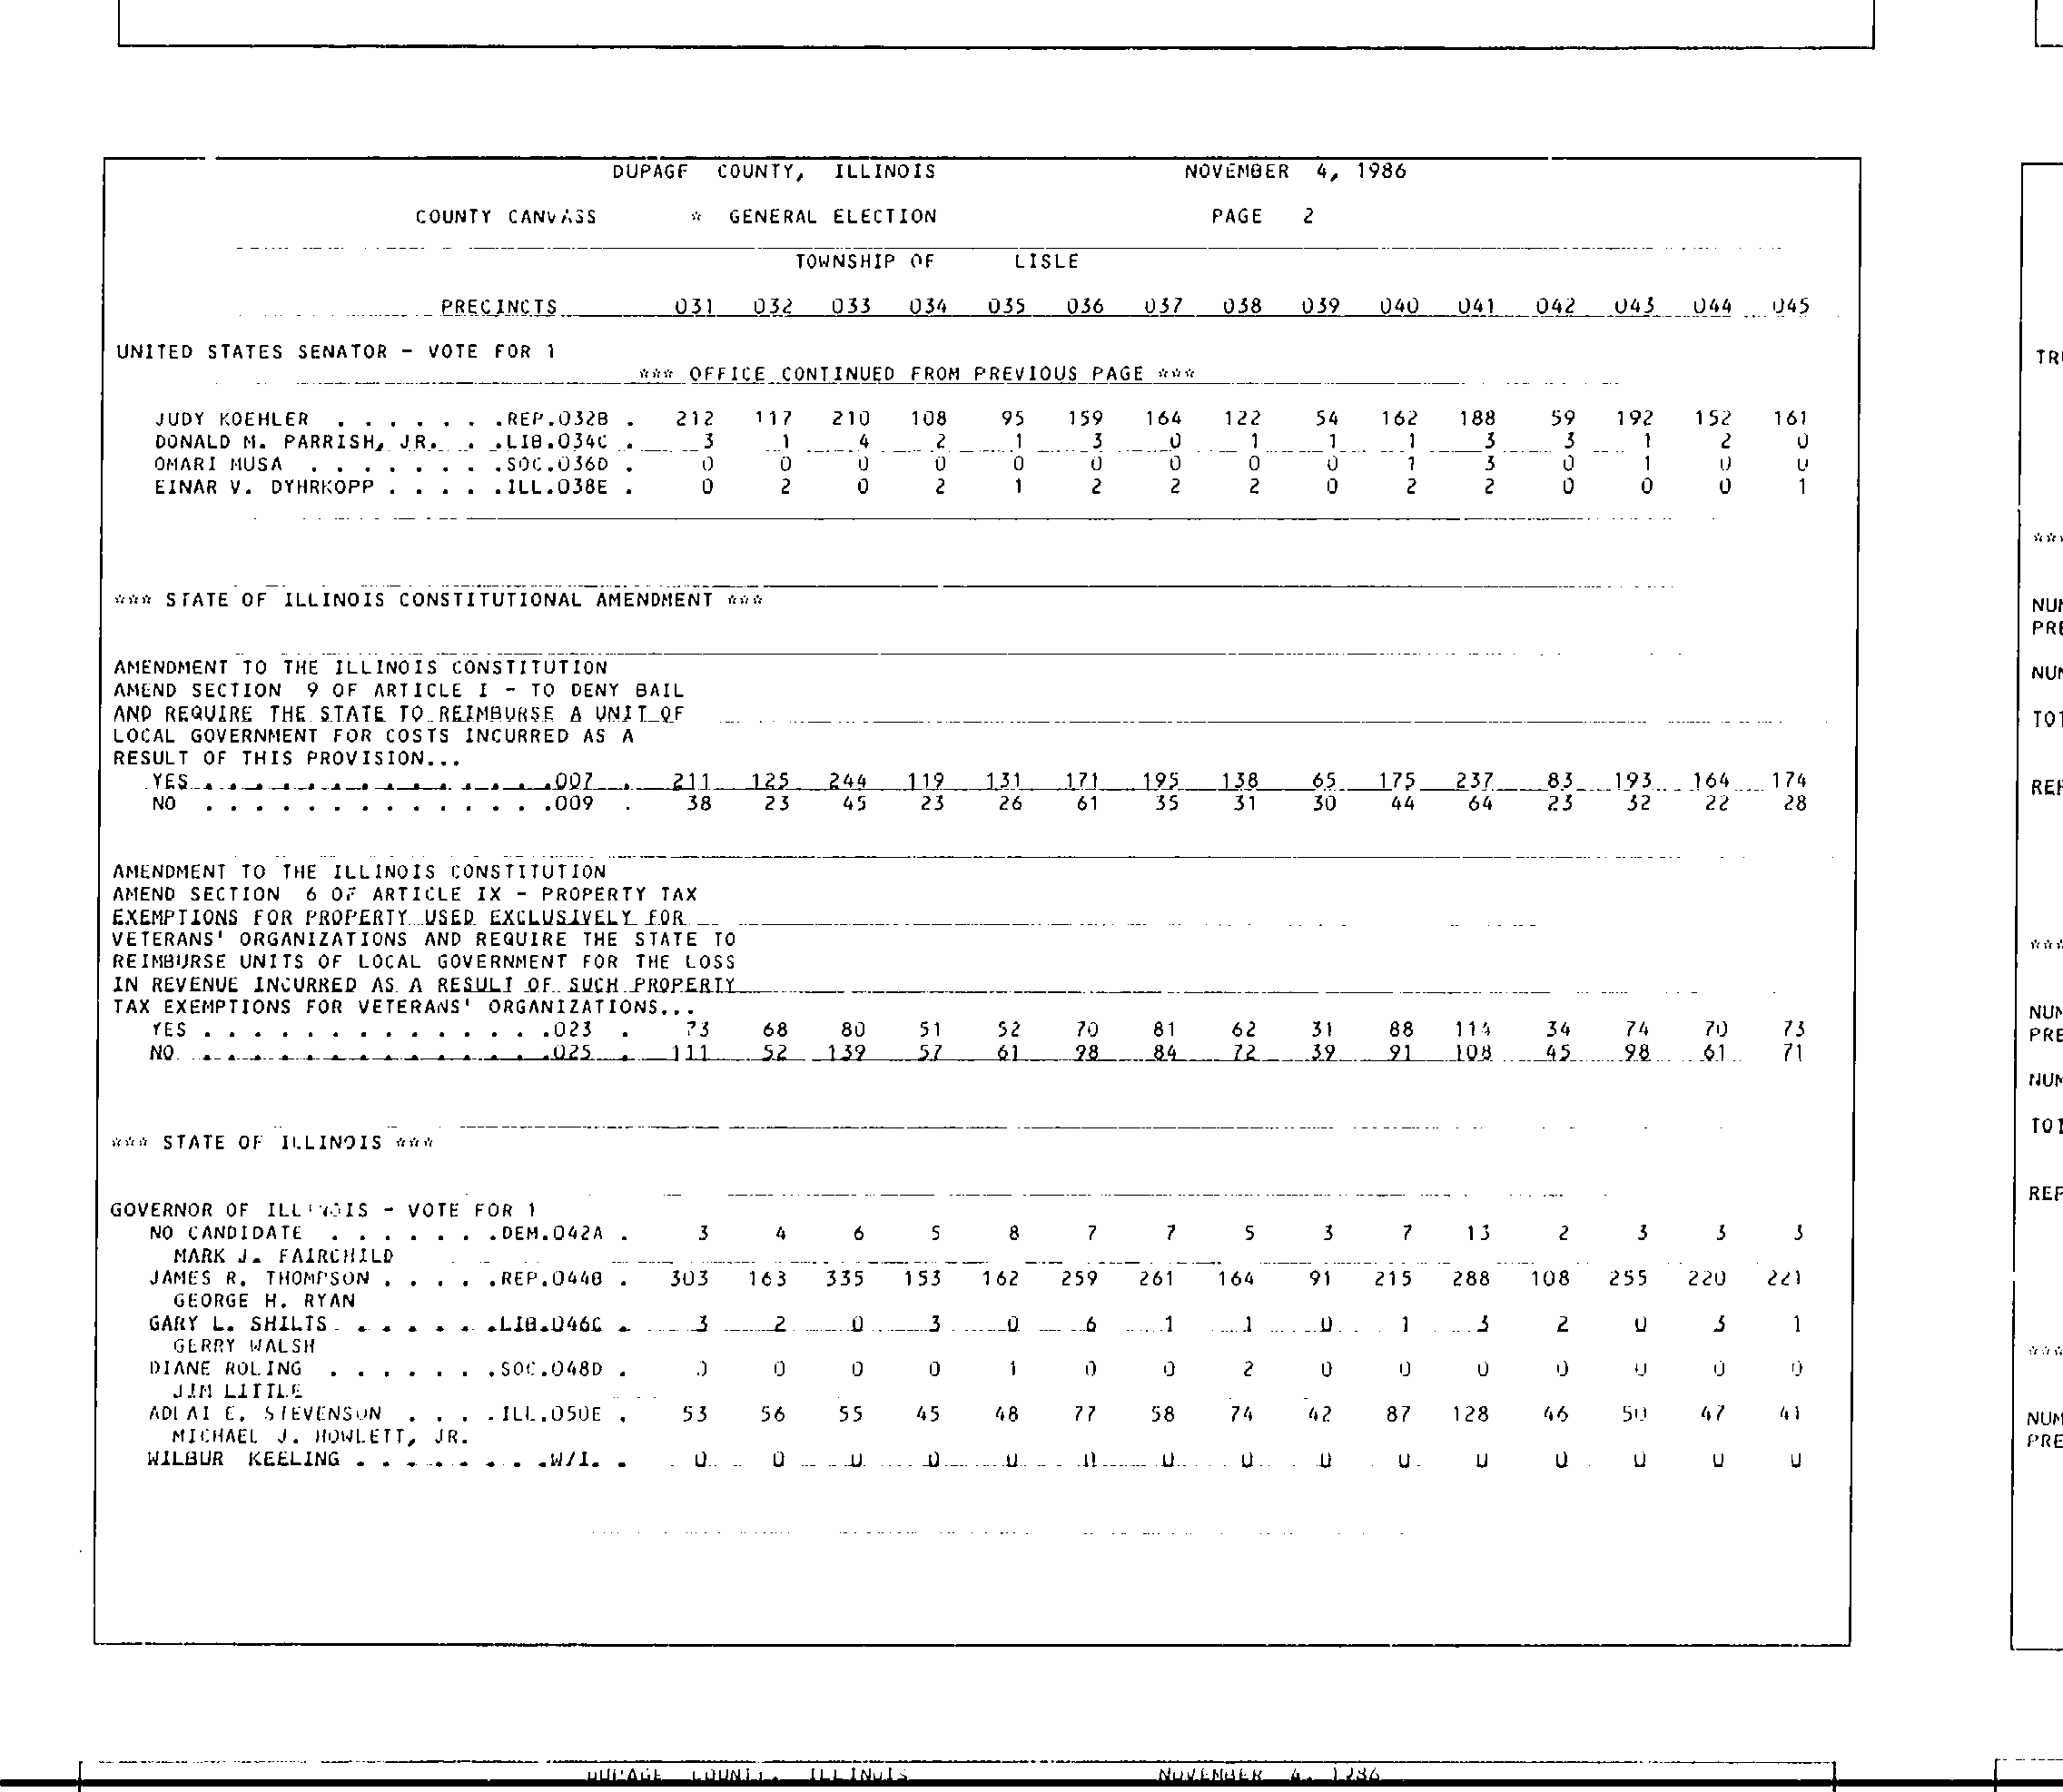 DUPAGE COUNTY, ILLINOIS NOVEMBER 4, 1986
COUNTY CANVASS * GENERAL ELECTION PAGE 2
TOWNSHIP OF LISLE
PRECINCTS 031 032 033 034 035 036 037 038 039 040 041 042 043 044 045
UNITED STATES SENATOR - VOTE FOR 1
*** OFFICE CONTINUED FROM PREVIOUS PAGE ***
JUDY KOEHLER . . . . . . .REP.032B . 212 117 210 108 95 159 164 122 54 162 188 59 192 152 161
DONALD M. PARRISH, JR. . .LIB.034C . 3 1 4 2 1 3 0 1 1 1 3 3 1 2 0
OMARI MUSA . . . . . . . .SOC.036D . 0 0 0 0 0 0 0 0 0 1 3 0 1 0 0
EINAR V. DYHRKOPP . . . . .ILL.038E . 0 2 0 2 1 2 2 2 0 2 2 0 0 0 1
*** STATE OF ILLINOIS CONSTITUTIONAL AMENDMENT ***
AMENDMENT TO THE ILLINOIS CONSTITUTION
AMEND SECTION 9 OF ARTICLE I - TO DENY BAIL
AND REQUIRE THE STATE TO REIMBURSE A UNIT OF
LOCAL GOVERNMENT FOR COSTS INCURRED AS A
RESULT OF THIS PROVISION...
YES . . . . . . . . . . . . . .007 . 211 125 244 119 131 171 195 138 65 175 237 83 193 164 174
NO . . . . . . . . . . . . . .009 . 38 23 45 23 26 61 35 31 30 44 64 23 32 22 28
AMENDMENT TO THE ILLINOIS CONSTITUTION
AMEND SECTION 6 OF ARTICLE IX - PROPERTY TAX
EXEMPTIONS FOR PROPERTY USED EXCLUSIVELY FOR
VETERANS' ORGANIZATIONS AND REQUIRE THE STATE TO
REIMBURSE UNITS OF LOCAL GOVERNMENT FOR THE LOSS
IN REVENUE INCURRED AS A RESULT OF SUCH PROPERTY
TAX EXEMPTIONS FOR VETERANS' ORGANIZATIONS...
YES . . . . . . . . . . . . . .023 . 73 68 80 51 52 70 81 62 31 88 114 34 74 70 73
NO . . . . . . . . . . . . . .025 . 111 52 139 57 61 98 84 72 39 91 108 45 98 61 71
*** STATE OF ILLINOIS ***
GOVERNOR OF ILLINOIS - VOTE FOR 1
NO CANDIDATE . . . . . . .DEM.042A . 3 4 6 5 8 7 7 5 3 7 13 2 3 3 3
MARK J. FAIRCHILD
JAMES R. THOMPSON . . . . .REP.044B . 303 163 335 153 162 259 261 164 91 215 288 108 255 220 221
GEORGE H. RYAN
GARY L. SHILTS . . . . . .LIB.046C . 3 2 0 3 0 6 1 1 0 1 3 2 0 3 1
GERRY WALSH
DIANE ROLING . . . . . . .SOC.048D . 0 0 0 0 1 0 0 2 0 0 0 0 0 0 0
JIM LITTLE
ADLAI E. STEVENSON . . . .ILL.050E . 53 56 55 45 48 77 58 74 42 87 128 46 50 47 41
MICHAEL J. HOWLETT, JR.
WILBUR KEELING . . . . . . . .W/I. . 0 0 0 0 0 0 0 0 0 0 0 0 0 0 0
DUPAGE COUNTY, ILLINOIS NOVEMBER 4, 1986